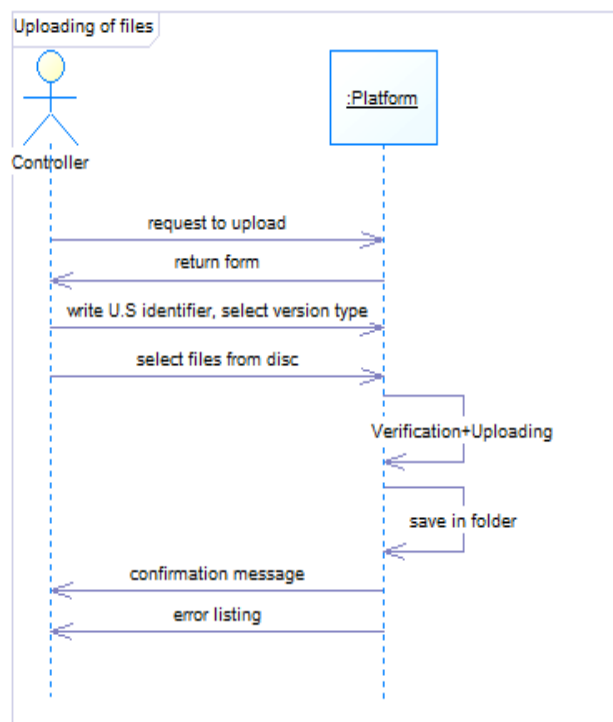 Uploading of files
:Platform
Controller
request to upload
return form
write U.S identifier, select version type
select files from disc
Verification+Uploading
save in folder
confirmation message
error listing